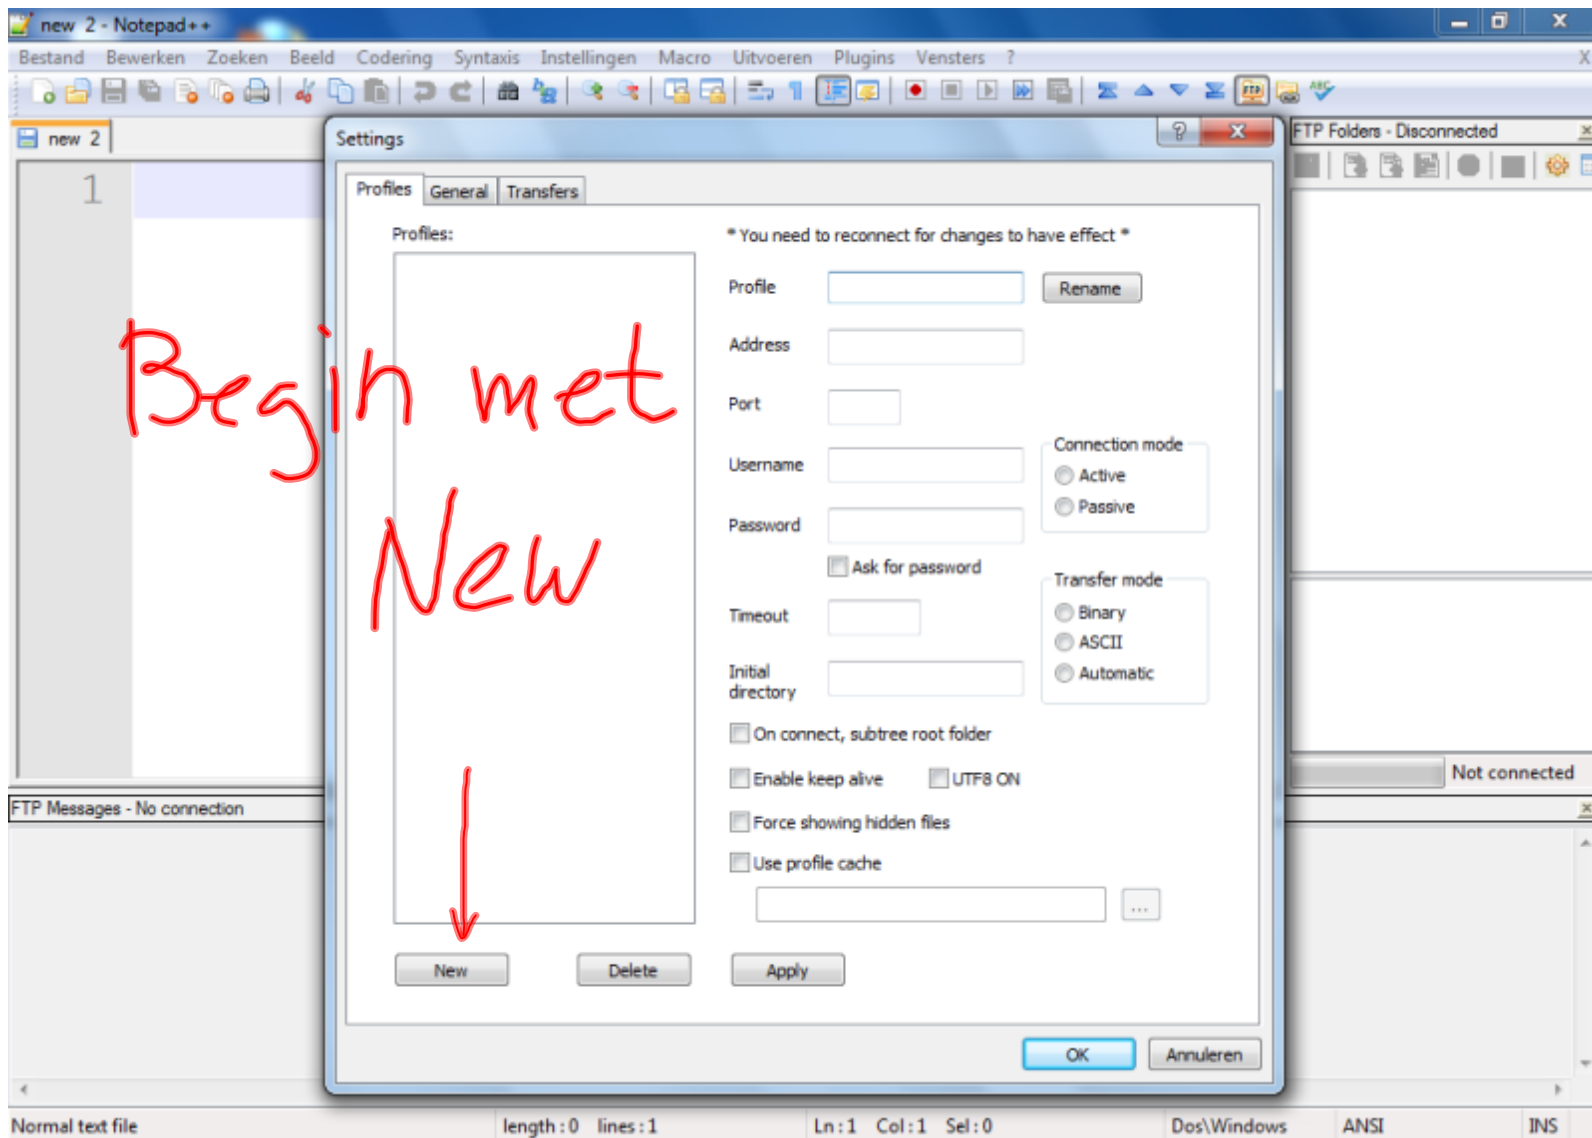 new 2 - Notepad++
Bestand Bewerken Zoeken Beeld Codering Syntaxis Instellingen Macro Uitvoeren Plugins Vensters ?
X
FTP
ABC
new 2
Settings
FTP Folders - Disconnected
1
Profiles General Transfers
Profiles:
* You need to reconnect for changes to have effect *
Profile
Rename
Address
Begin met
Port
Connection mode
Username
Active
Passive
New
Password
Ask for password
Transfer mode
Timeout
Binary
ASCII
Initial
directory
Automatic
On connect, subtree root folder
Enable keep alive UTF8 ON
Not connected
FTP Messages - No connection
Force showing hidden files
Use profile cache
...
New Delete Apply
OK Annuleren
Normal text file length : 0 lines : 1 Ln : 1 Col : 1 Sel : 0 Dos\Windows ANSI INS